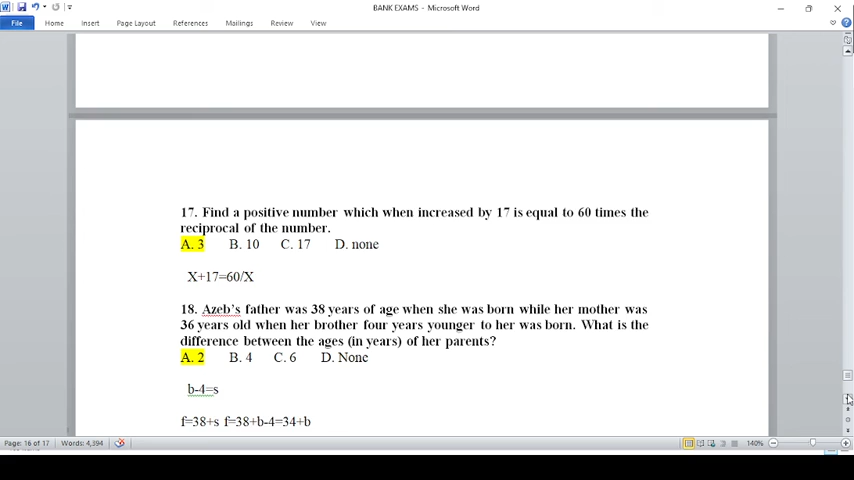 BANK EXAMS - Microsoft Word
File Home Insert Page Layout References Mailings Review View
17. Find a positive number which when increased by 17 is equal to 60 times the
reciprocal of the number.
A. 3 B. 10 C. 17 D. none
X+17=60/X
18. Azeb's father was 38 years of age when she was born while her mother was
36 years old when her brother four years younger to her was born. What is the
difference between the ages (in years) of her parents?
A. 2 B. 4 C. 6 D. None
b-4=s
f=38+s f=38+b-4=34+b
Page: 16 of 17 Words: 4,394 140%